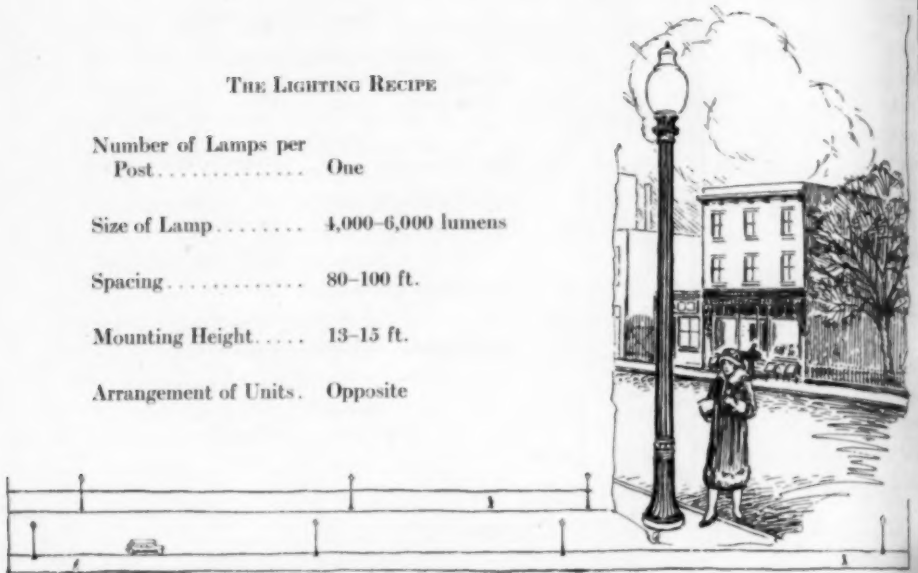 THE LIGHTING RECIPE
Number of Lamps per
Post.............. One
Size of Lamp........ 4,000–6,000 lumens
Spacing............. 80–100 ft.
Mounting Height..... 13–15 ft.
Arrangement of Units. Opposite